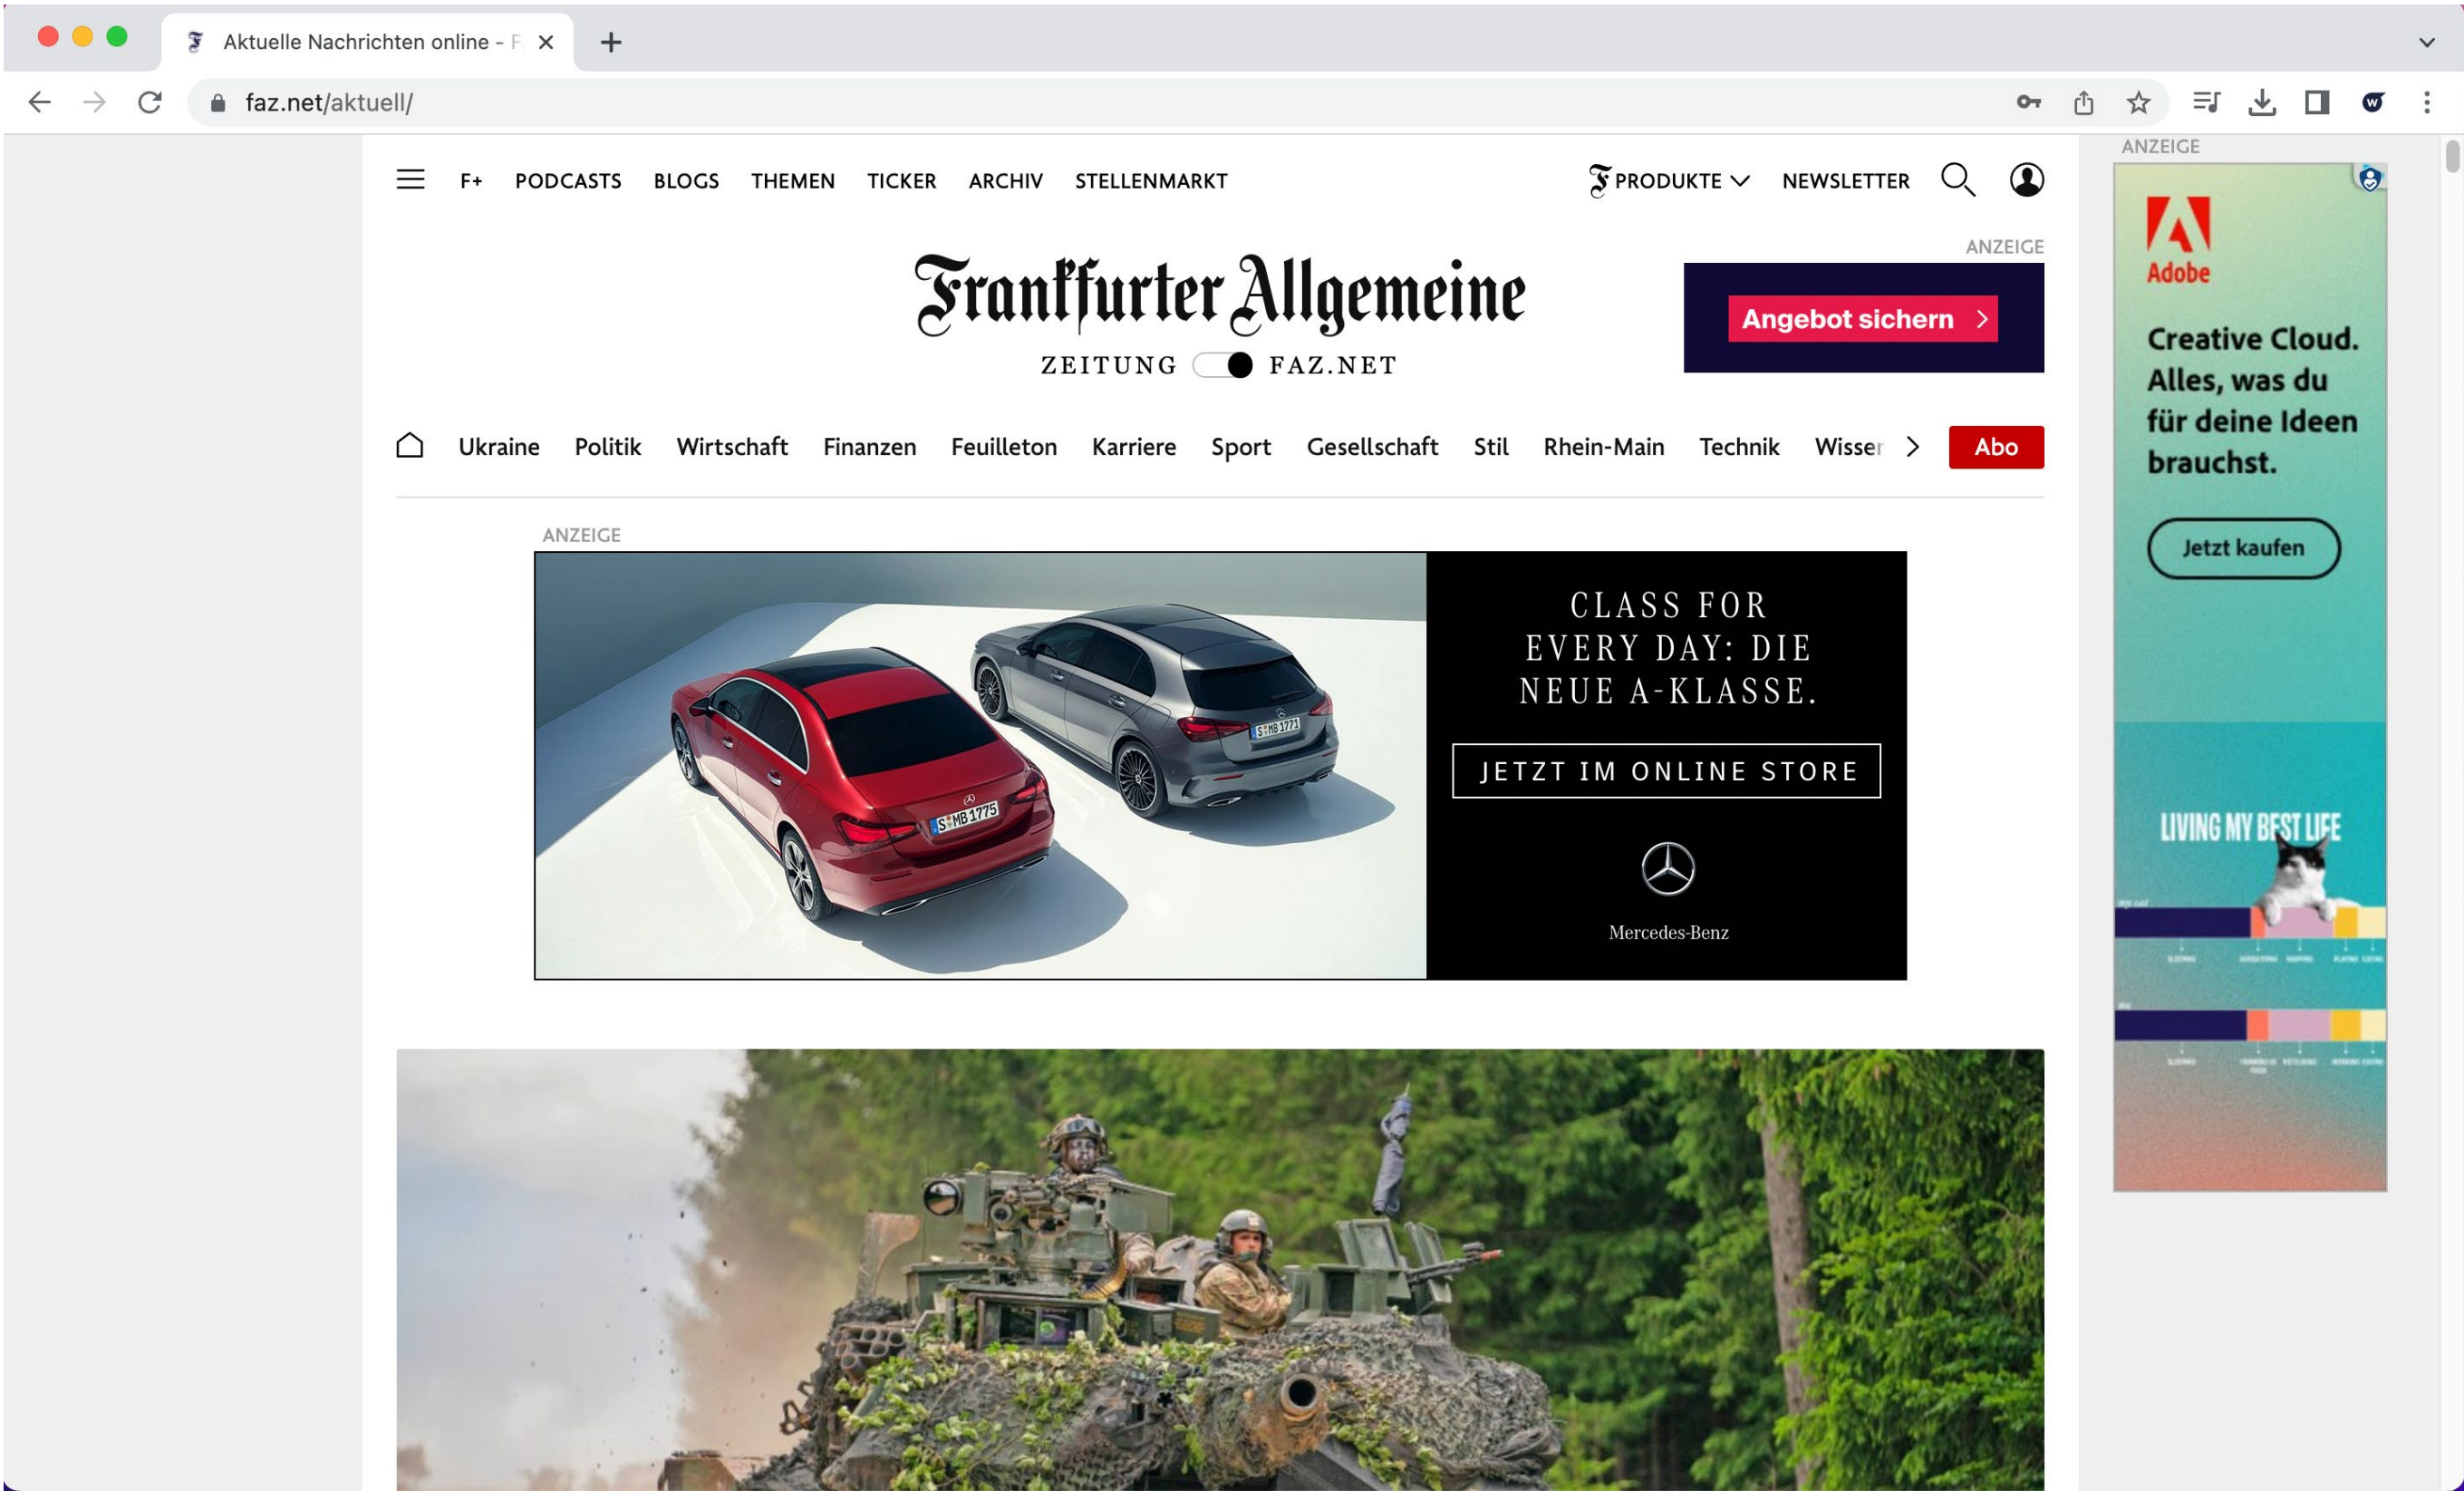 Aktuelle Nachrichten online - F
faz.net/aktuell/
F+ PODCASTS BLOGS THEMEN TICKER ARCHIV STELLENMARKT
PRODUKTE NEWSLETTER
Frankfurter Allgemeine
ZEITUNG FAZ.NET
ANZEIGE
Angebot sichern
Ukraine Politik Wirtschaft Finanzen Feuilleton Karriere Sport Gesellschaft Stil Rhein-Main Technik Wisser Abo
ANZEIGE
CLASS FOR
EVERY DAY: DIE
NEUE A-KLASSE.
JETZT IM ONLINE STORE
Mercedes-Benz
S MB 1771
S MB 1775
ANZEIGE
Adobe
Creative Cloud.
Alles, was du
für deine Ideen
brauchst.
Jetzt kaufen
LIVING MY BEST LIFE